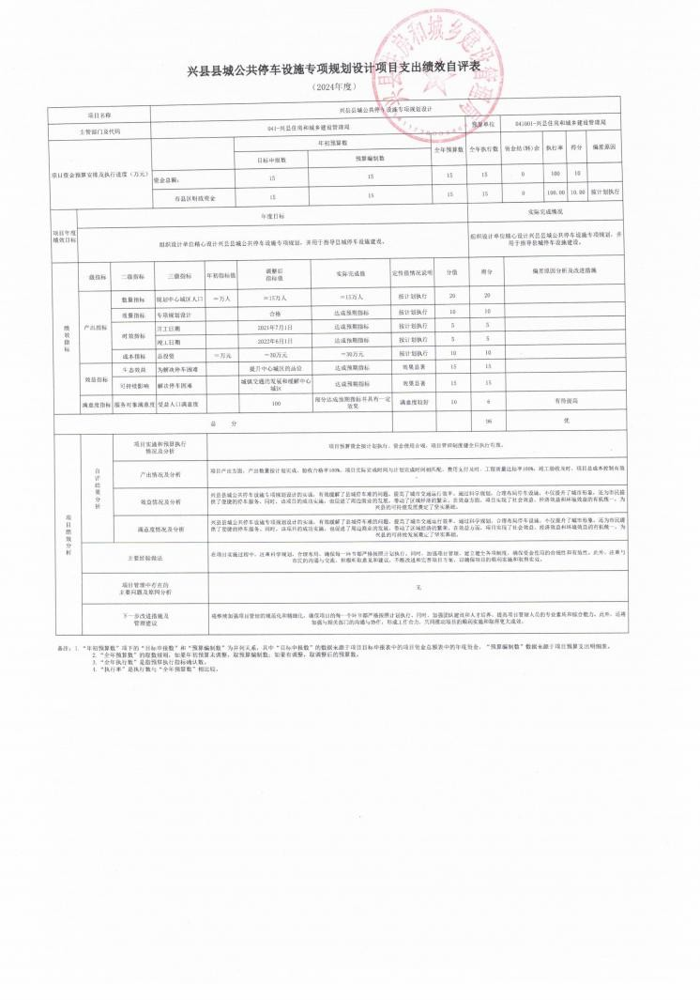 兴县县城公共停车设施专项规划设计项目支出绩效自评表
（2024年度）
项目名称 兴县县城公共停车设施专项规划设计
主管部门及代码 041-兴县住房和城乡建设管理局 预算单位 041001-兴县住房和城乡建设管理局
项目资金预算安排及执行进度（万元） 年初预算数 全年预算数 全年执行数 资金结(转)余 执行率 得分 偏差原因
目标申报数 预算编制数
资金总额： 15 15 15 15 0 100 10
市县区财政资金 15 15 15 15 0 100.00 10.00 按计划执行
项目年度绩效目标 年度目标 实际完成情况
组织设计单位精心设计兴县县城公共停车设施专项规划，并用于指导县城停车设施建设。 组织设计单位精心设计兴县县城公共停车设施专项规划，并用于指导县城停车设施建设。
绩效指标 级指标 二级指标 三级指标 年初指标值 调整后指标值 实际完成值 定性值情况说明 分值 得分 偏差原因分析及改进措施
产出指标 数量指标 规划中心城区人口 =万人 =15万人 =15万人 按计划执行 20 20
质量指标 专项规划设计 合格 达成预期指标 按计划执行 10 10
时效指标 开工日期 2021年7月1日 达成预期指标 按计划执行 5 5
竣工日期 2022年6月1日 达成预期指标 按计划执行 5 5
成本指标 总投资 =万元 =30万元 =30万元 按计划执行 10 10
效益指标 生态效益 为解决停车困难 提升中心城区的品位 达成预期指标 效果显著 15 15
可持续影响 解决停车困难 城镇交通的发展和缓解中心城区 达成预期指标 效果显著 15 15
满意度指标 服务对象满意度 受益人口满意度 100 部分达成预期指标并具有一定效果 满意度较好 10 6 有待提高
总 分 96 优
项目绩效分析 自评结果分析 项目实施和预算执行情况及分析 项目预算资金按计划执行，资金使用合规，项目管理制度健全且执行有效。
产出情况及分析 项目产出方面，产出数量按计划完成，验收合格率100%，项目实际完成时间与计划完成时间相匹配，费用支付及时，工程质量达标率100%，竣工验收及时，项目总成本控制有效
效益情况及分析 兴县县城公共停车设施专项规划设计的实施，有效缓解了县城停车难的问题，提高了城市交通运行效率。通过科学规划，合理布局停车设施，不仅提升了城市形象，还为市民提
供了便捷的停车服务。同时，该项目的成功实施，也促进了周边商业的发展，带动了区域经济的繁荣。在效益方面，项目实现了社会效益、经济效益和环境效益的有机统一，为
兴县的可持续发展奠定了坚实基础。
满意度情况及分析 兴县县城公共停车设施专项规划设计的实施，有效缓解了县城停车难的问题，提高了城市交通运行效率。通过科学规划，合理布局停车设施，不仅提升了城市形象，还为市民提
供了便捷的停车服务。同时，该项目的成功实施，也促进了周边商业的发展，带动了区域经济的繁荣。在效益方面，项目实现了社会效益、经济效益和环境效益的有机统一，为
兴县的可持续发展奠定了坚实基础。
主要经验做法 在项目实施过程中，注重科学规划、合理布局，确保每一环节都严格按照计划执行。同时，加强项目管理，建立健全各项制度，确保资金使用的合规性和有效性。此外，注重与
市民的沟通与交流，积极听取意见和建议，不断改进和完善项目方案，以确保项目的顺利实施和取得实效。
项目管理中存在的主要问题及原因分析 无
下一步改进措施及管理建议 将继续加强项目管理的规范化和精细化，确保项目的每一个环节都严格按照计划执行。同时，加强团队建设和人才培养，提高项目管理人员的专业素质和综合能力。此外，还将
加强与相关部门的沟通与协作，形成工作合力，共同推动项目的顺利实施和取得更大成效。
备注：1.“年初预算数”项下的“目标申报数”和“预算编制数”为并列关系，其中“目标申报数”的数据来源于项目目标申报表中的项目资金总额表中的年度资金，“预算编制数”数据来源于项目预算支出明细表。
2.“全年预算数”的取数规则，如果年初预算未调整，取预算编制数；如果有调整，取调整后的预算数。
3.“全年执行数”是指预算执行指标确认数。
4.“执行率”是执行数与“全年预算数”相比较。
兴县住房和城乡建设管理局